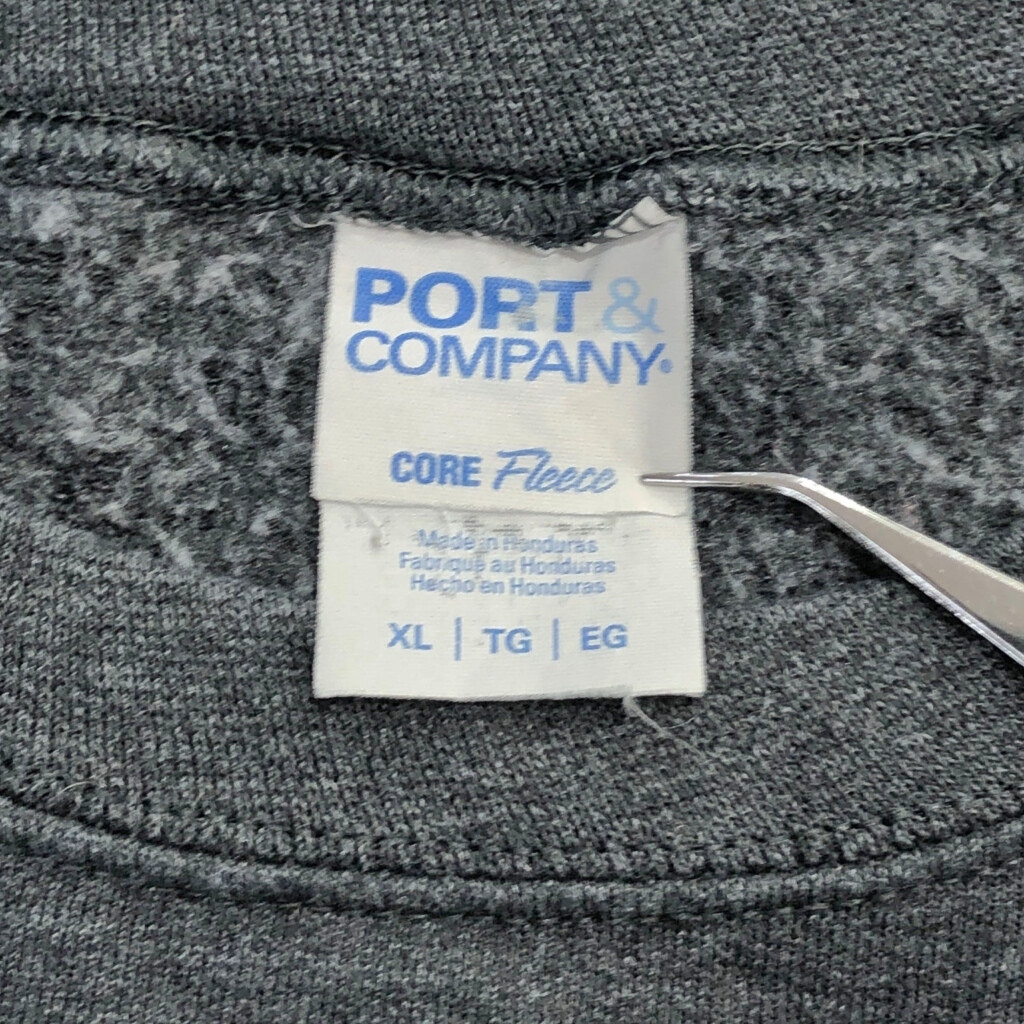 PORT &
COMPANY®
CORE Fleece
Made in Honduras
Fabriqué au Honduras
Hecho en Honduras
XL | TG | EG